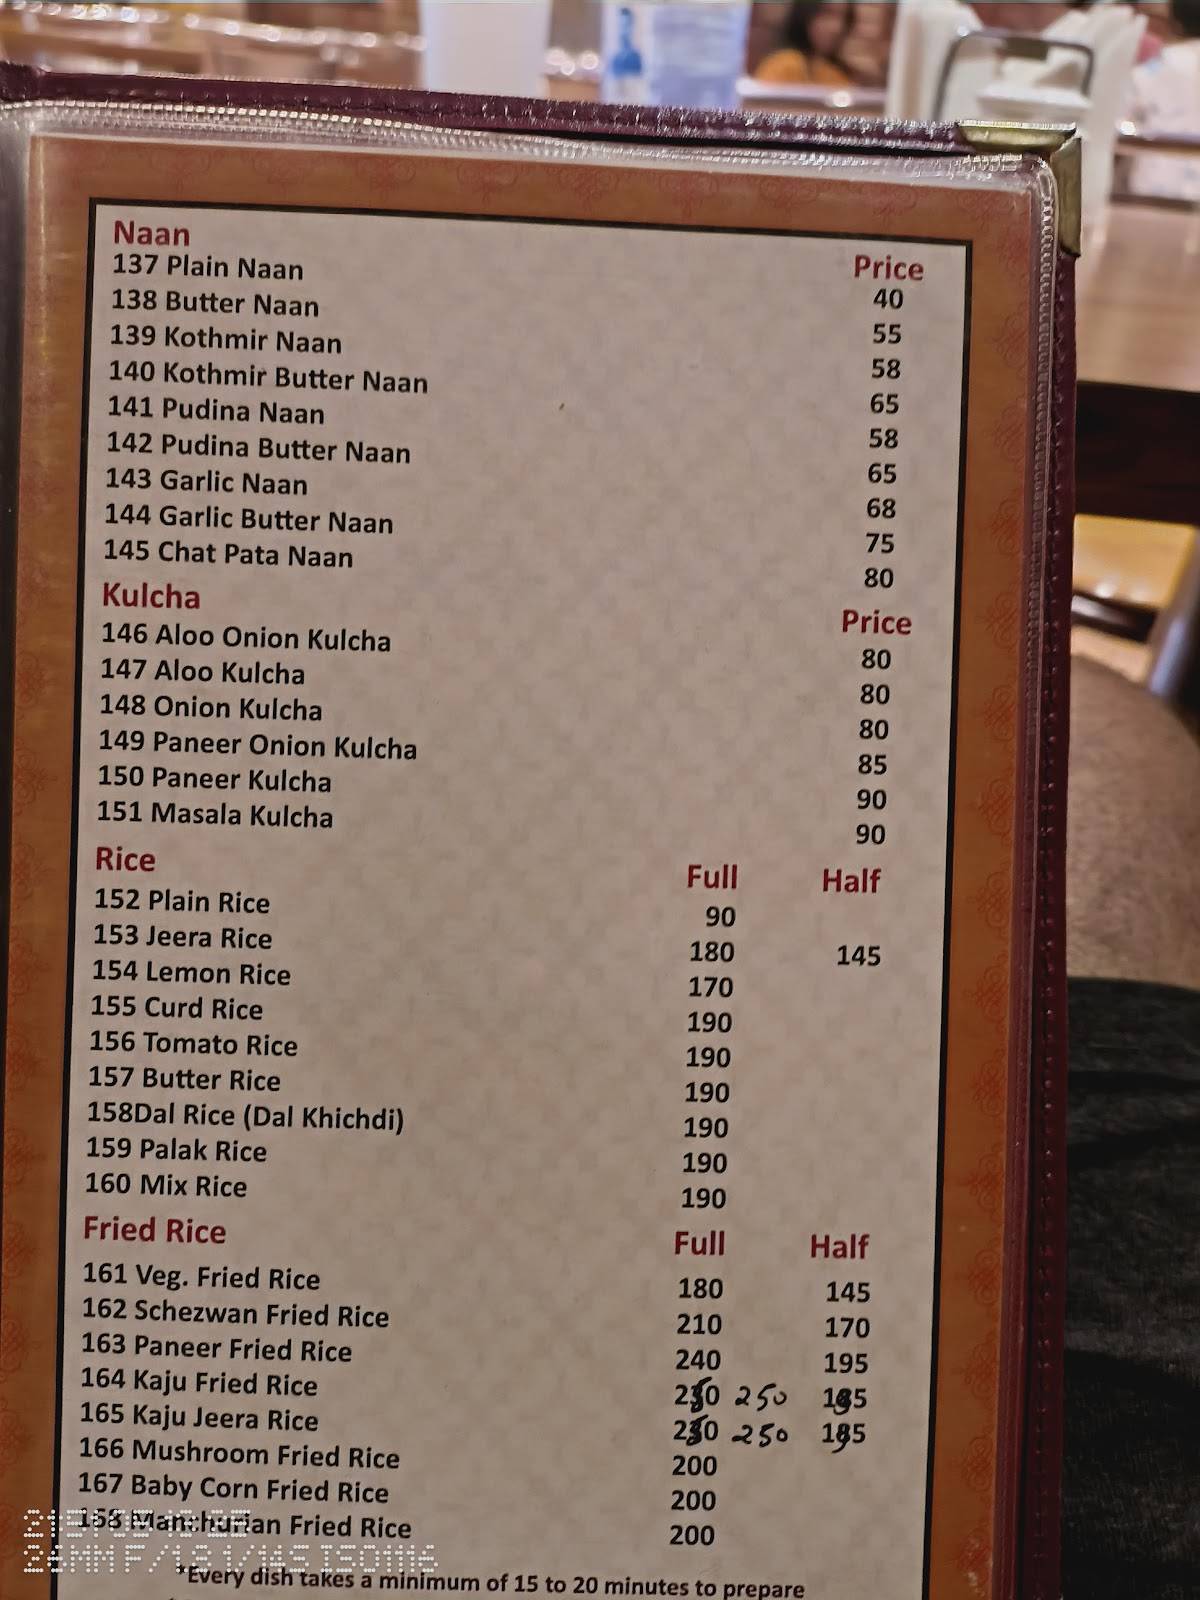 Naan Price
137 Plain Naan 40
138 Butter Naan 55
139 Kothmir Naan 58
140 Kothmir Butter Naan 65
141 Pudina Naan 58
142 Pudina Butter Naan 65
143 Garlic Naan 68
144 Garlic Butter Naan 75
145 Chat Pata Naan 80
Kulcha Price
146 Aloo Onion Kulcha 80
147 Aloo Kulcha 80
148 Onion Kulcha 80
149 Paneer Onion Kulcha 85
150 Paneer Kulcha 90
151 Masala Kulcha 90
Rice Full Half
152 Plain Rice 90
153 Jeera Rice 180 145
154 Lemon Rice 170
155 Curd Rice 190
156 Tomato Rice 190
157 Butter Rice 190
158Dal Rice (Dal Khichdi) 190
159 Palak Rice 190
160 Mix Rice 190
Fried Rice Full Half
161 Veg. Fried Rice 180 145
162 Schezwan Fried Rice 210 170
163 Paneer Fried Rice 240 195
164 Kaju Fried Rice 250
165 Kaju Jeera Rice 250
166 Mushroom Fried Rice 200
167 Baby Corn Fried Rice 200
Manchurian Fried Rice 200
*Every dish takes a minimum of 15 to 20 minutes to prepare